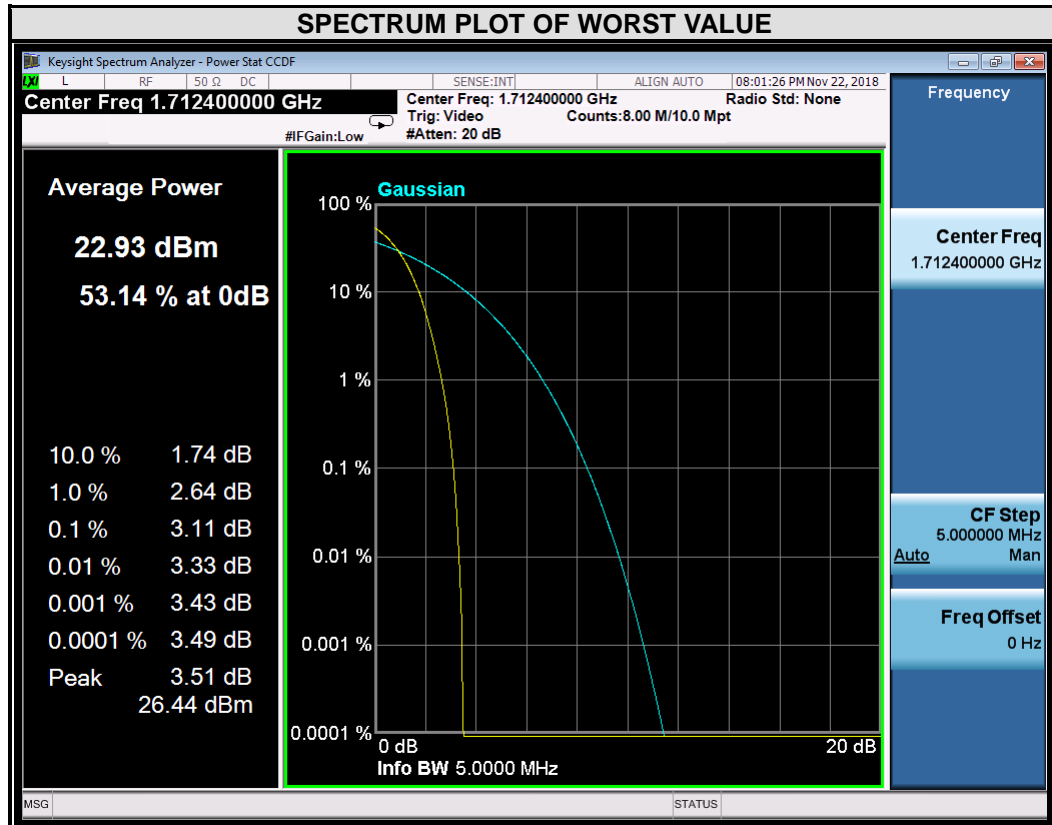 SPECTRUM PLOT OF WORST VALUE
Keysight Spectrum Analyzer - Power Stat CCDF
LXI L RF 50 Ω DC SENSE:INT ALIGN AUTO 08:01:26 PM Nov 22, 2018
Center Freq 1.712400000 GHz
Center Freq: 1.712400000 GHz Radio Std: None
Trig: Video Counts:8.00 M/10.0 Mpt
#IFGain:Low #Atten: 20 dB
Frequency
Average Power
22.93 dBm
53.14 % at 0dB
10.0 % 1.74 dB
1.0 % 2.64 dB
0.1 % 3.11 dB
0.01 % 3.33 dB
0.001 % 3.43 dB
0.0001 % 3.49 dB
Peak 3.51 dB
26.44 dBm
Gaussian
100 %
10 %
1 %
0.1 %
0.01 %
0.001 %
0.0001 %
0 dB 20 dB
Info BW 5.0000 MHz
Center Freq
1.712400000 GHz
CF Step
5.000000 MHz
Auto Man
Freq Offset
0 Hz
MSG STATUS